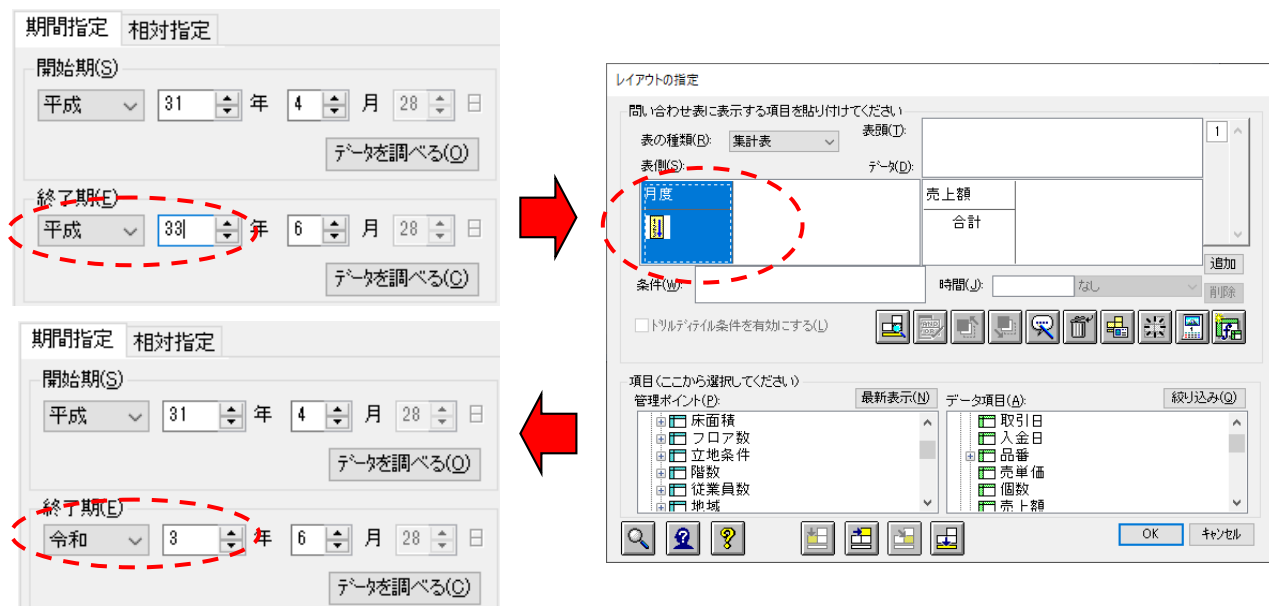 期間指定 相対指定
開始期(S)
平成 31 年 4 月 28 日
データを調べる(O)
終了期(E)
平成 33 年 6 月 28 日
データを調べる(C)
レイアウトの指定
問い合わせ表に表示する項目を貼り付けてください
表の種類(R): 集計表 表頭(T): 1
表側(S): データ(D):
月度 売上額
合計
追加
条件(W): 時間(J): なし 削除
ドリルディテイル条件を有効にする(L)
項目(ここから選択してください)
管理ポイント(P): 最新表示(N) データ項目(A): 絞り込み(Q)
床面積 取引日
フロア数 入金日
立地条件 品番
階数 売単価
従業員数 個数
地域 売上額
OK キャンセル
期間指定 相対指定
開始期(S)
平成 31 年 4 月 28 日
データを調べる(O)
終了期(E)
令和 3 年 6 月 28 日
データを調べる(C)